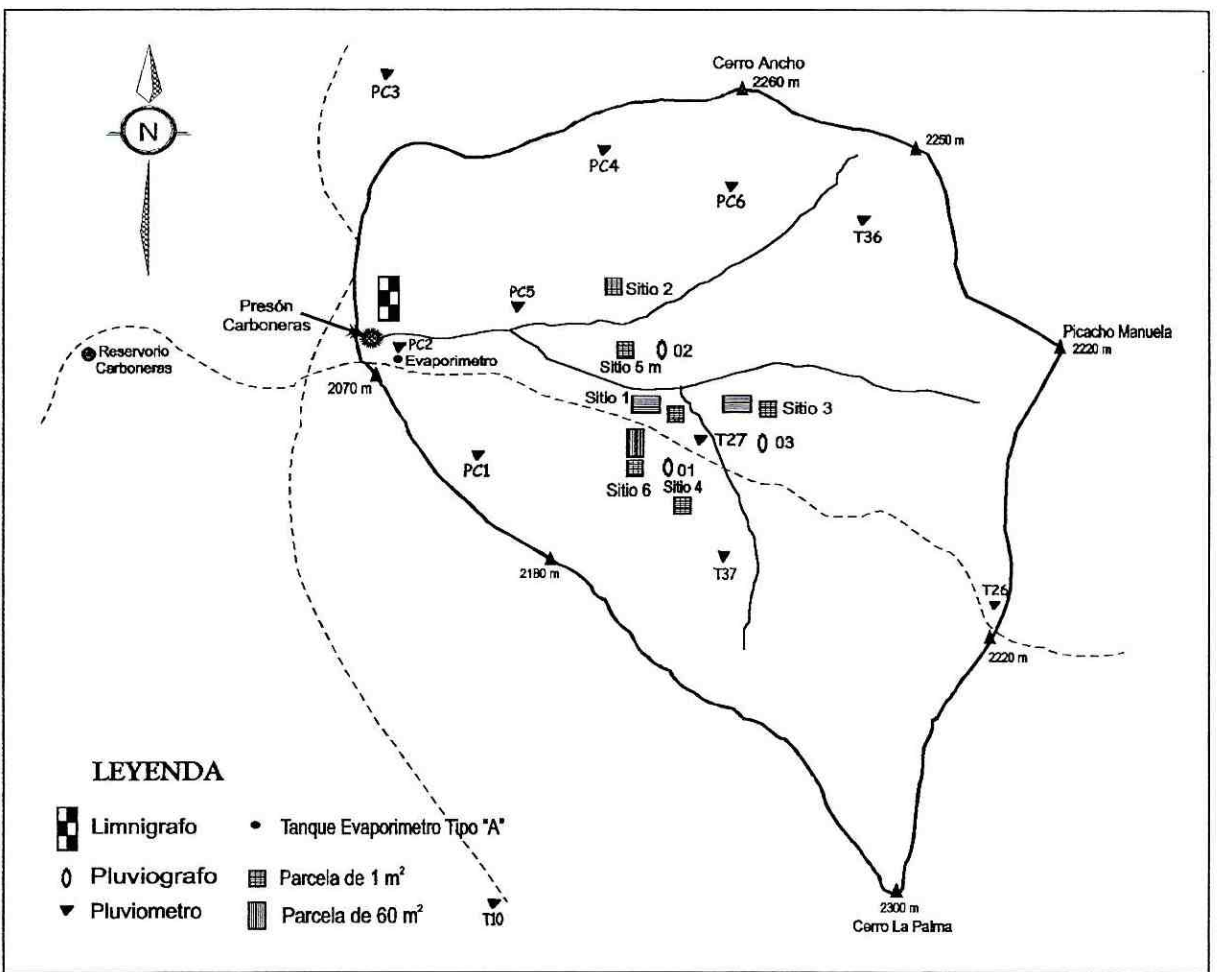 Cerro Ancho
2260 m
PC3
2250 m
N
PC4
PC6
T36
Sitio 2
PC5
Presón
Carboneras
Picacho Manuela
2220 m
PC2
Evaporimetro
Reservorio
Carboneras
02
Sitio 5 m
2070 m
Sitio 1
Sitio 3
T27
03
PC1
01
Sitio 6
Sitio 4
2180 m
T37
T26
2220 m
LEYENDA
Limnigrafo
Tanque Evaporimetro Tipo "A"
Pluviografo
Parcela de 1 m²
Pluviometro
Parcela de 60 m²
T10
2300 m
Cerro La Palma